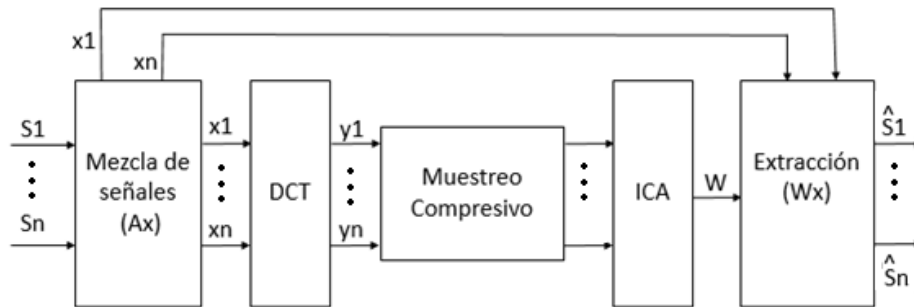 x1
xn
S1
Sn
Mezcla de
señales
(Ax)
x1
xn
DCT
y1
yn
Muestreo
Compresivo
ICA
W
Extracción
(Wx)
Ŝ1
Ŝn